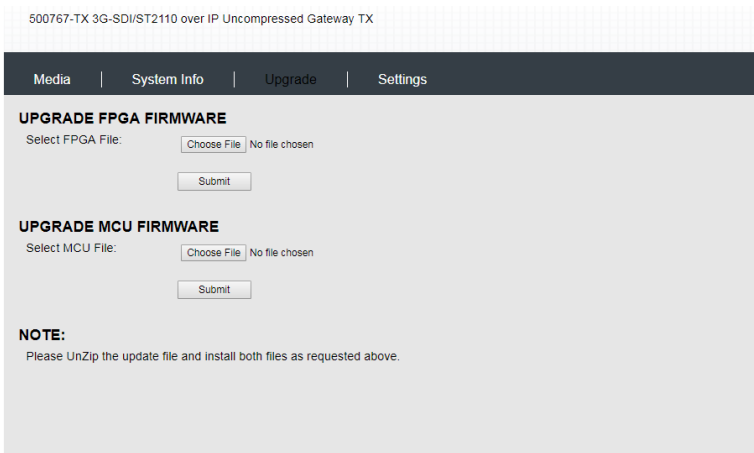 500767-TX 3G-SDI/ST2110 over IP Uncompressed Gateway TX
Media | System Info | Upgrade | Settings
UPGRADE FPGA FIRMWARE
Select FPGA File: Choose File No file chosen
Submit
UPGRADE MCU FIRMWARE
Select MCU File: Choose File No file chosen
Submit
NOTE:
Please UnZip the update file and install both files as requested above.